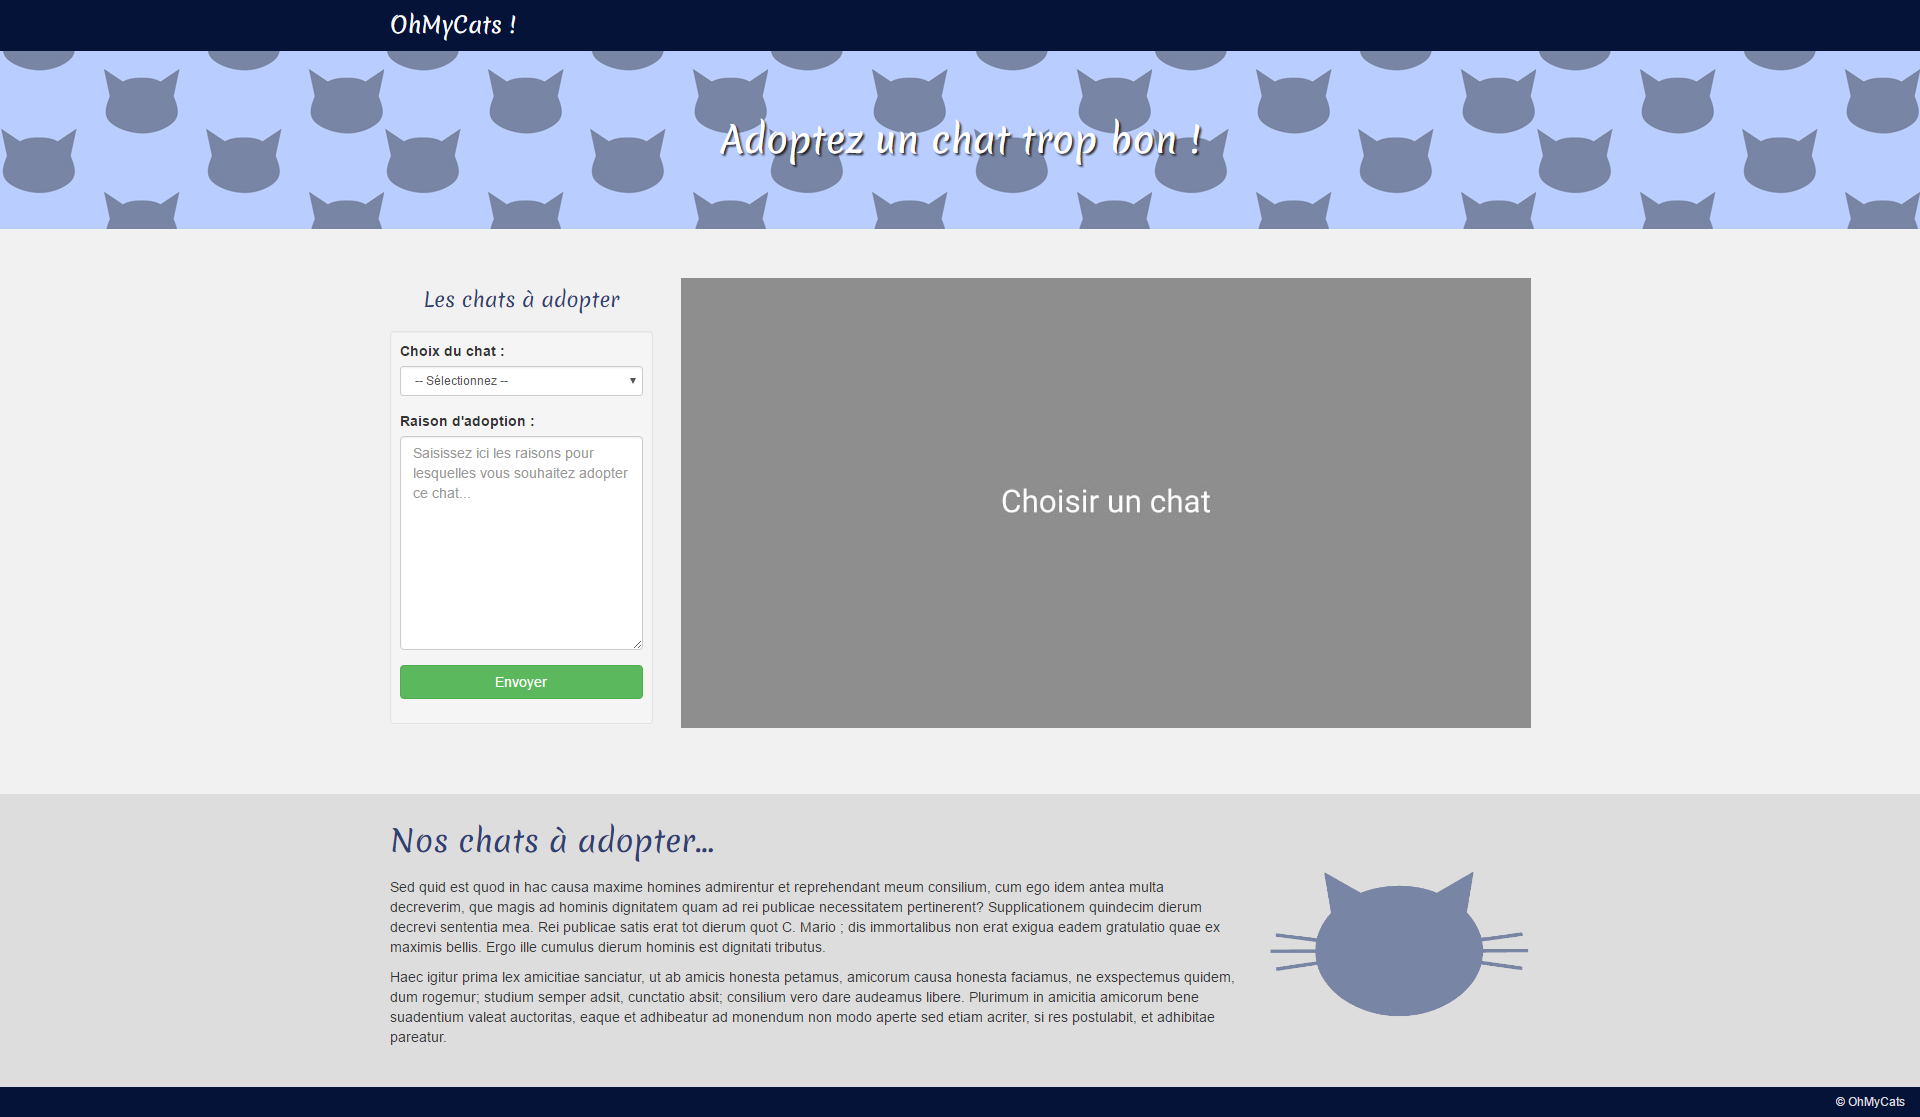 OhMyCats !
Adoptez un chat trop bon !
Les chats à adopter
Choix du chat :
-- Sélectionnez --
Raison d'adoption :
Saisissez ici les raisons pour
lesquelles vous souhaitez adopter
ce chat...
Envoyer
Choisir un chat
Nos chats à adopter...
Sed quid est quod in hac causa maxime homines admirentur et reprehendant meum consilium, cum ego idem antea multa
decreverim, que magis ad hominis dignitatem quam ad rei publicae necessitatem pertinerent? Supplicationem quindecim dierum
decrevi sententia mea. Rei publicae satis erat tot dierum quot C. Mario ; dis immortalibus non erat exigua eadem gratulatio quae ex
maximis bellis. Ergo ille cumulus dierum hominis est dignitati tributus.
Haec igitur prima lex amicitiae sanciatur, ut ab amicis honesta petamus, amicorum causa honesta faciamus, ne exspectemus quidem,
dum rogemur; studium semper adsit, cunctatio absit; consilium vero dare audeamus libere. Plurimum in amicitia amicorum bene
suadentium valeat auctoritas, eaque et adhibeatur ad monendum non modo aperte sed etiam acriter, si res postulabit, et adhibitae
pareatur.
© OhMyCats